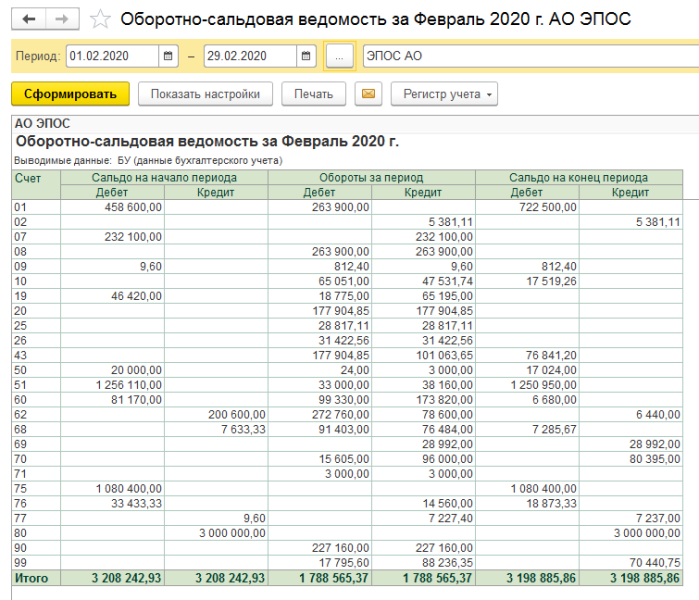 Оборотно-сальдовая ведомость за Февраль 2020 г. АО ЭПОС
Период: 01.02.2020 – 29.02.2020 ... ЭПОС АО
Сформировать Показать настройки Печать Регистр учета
АО ЭПОС
Оборотно-сальдовая ведомость за Февраль 2020 г.
Выводимые данные: БУ (данные бухгалтерского учета)
Счет Сальдо на начало периода Обороты за период Сальдо на конец периода
Дебет Кредит Дебет Кредит Дебет Кредит
01 458 600,00 263 900,00 722 500,00
02 5 381,11 5 381,11
07 232 100,00 232 100,00
08 263 900,00 263 900,00
09 9,60 812,40 9,60 812,40
10 65 051,00 47 531,74 17 519,26
19 46 420,00 18 775,00 65 195,00
20 177 904,85 177 904,85
25 28 817,11 28 817,11
26 31 422,56 31 422,56
43 177 904,85 101 063,65 76 841,20
50 20 000,00 24,00 3 000,00 17 024,00
51 1 256 110,00 33 000,00 38 160,00 1 250 950,00
60 81 170,00 99 330,00 173 820,00 6 680,00
62 200 600,00 272 760,00 78 600,00 6 440,00
68 7 633,33 91 403,00 76 484,00 7 285,67
69 28 992,00 28 992,00
70 15 605,00 96 000,00 80 395,00
71 3 000,00 3 000,00
75 1 080 400,00 1 080 400,00
76 33 433,33 14 560,00 18 873,33
77 9,60 7 227,40 7 237,00
80 3 000 000,00 3 000 000,00
90 227 160,00 227 160,00
99 17 795,60 88 236,35 70 440,75
Итого 3 208 242,93 3 208 242,93 1 788 565,37 1 788 565,37 3 198 885,86 3 198 885,86